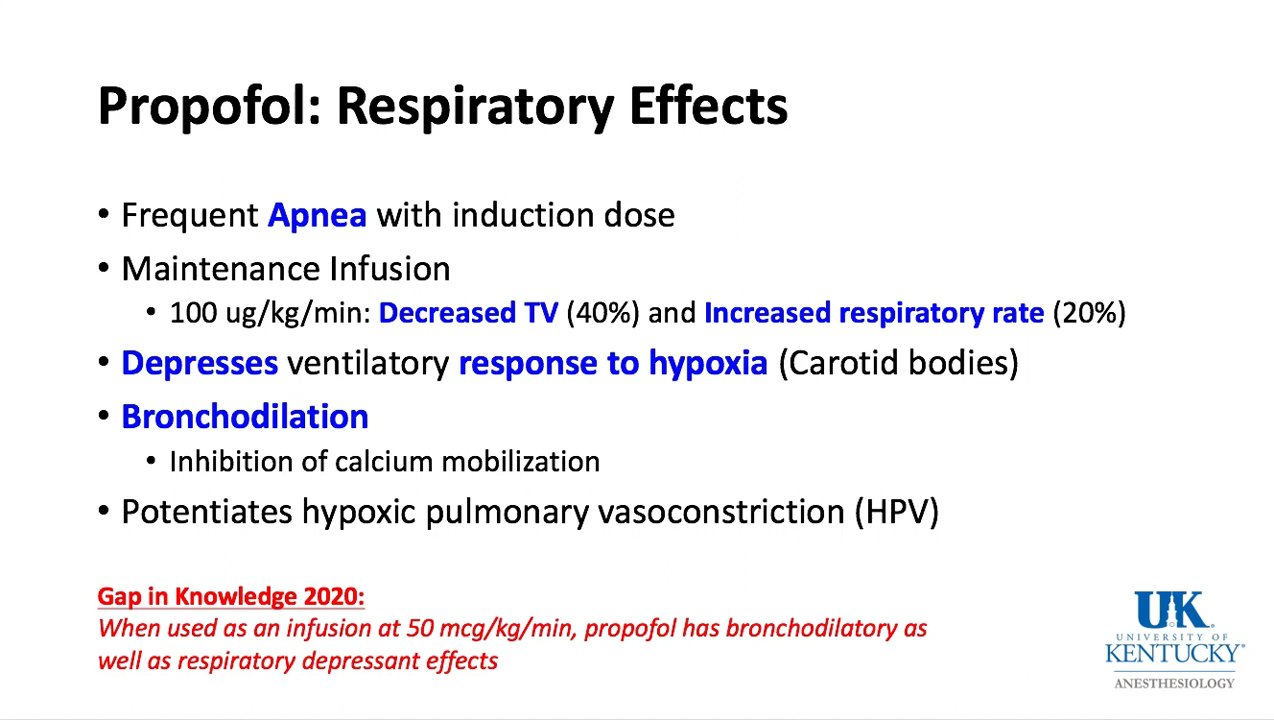 Propofol: Respiratory Effects
• Frequent Apnea with induction dose
• Maintenance Infusion
• 100 ug/kg/min: Decreased TV (40%) and Increased respiratory rate (20%)
• Depresses ventilatory response to hypoxia (Carotid bodies)
• Bronchodilation
• Inhibition of calcium mobilization
• Potentiates hypoxic pulmonary vasoconstriction (HPV)
Gap in Knowledge 2020:
When used as an infusion at 50 mcg/kg/min, propofol has bronchodilatory as
well as respiratory depressant effects
UK
UNIVERSITY OF
KENTUCKY®
ANESTHESIOLOGY